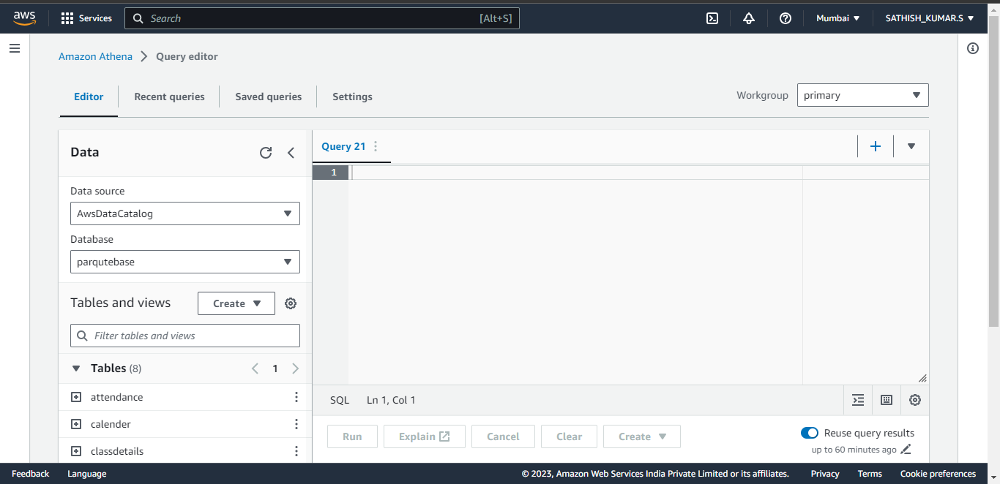 aws Services Search [Alt+S] Mumbai SATHISH_KUMAR.S
Amazon Athena Query editor
Editor Recent queries Saved queries Settings Workgroup primary
Data
Data source
AwsDataCatalog
Database
parqutebase
Tables and views Create
Filter tables and views
Tables (8) 1
attendance
calender
classdetails
Query 21
1
SQL Ln 1, Col 1
Run Explain Cancel Clear Create Reuse query results
up to 60 minutes ago
Feedback Language © 2023, Amazon Web Services India Private Limited or its affiliates. Privacy Terms Cookie preferences